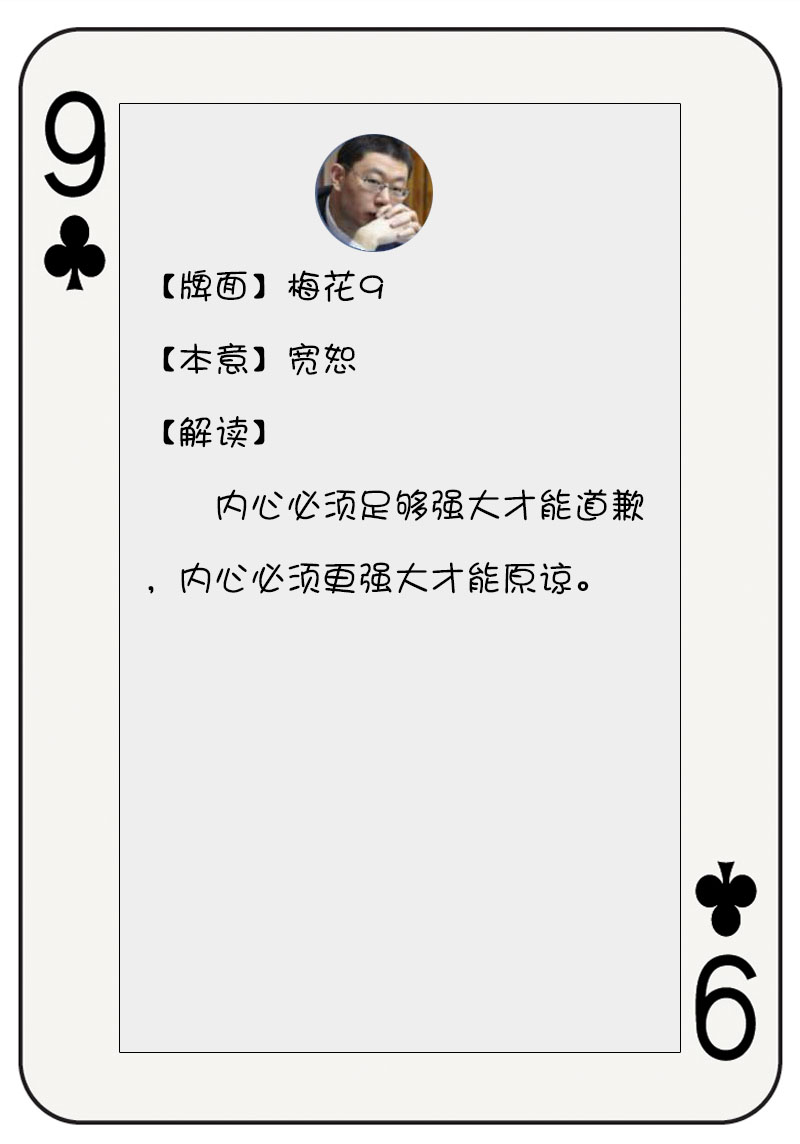 9
【牌面】梅花9
【本意】宽恕
【解读】
内心必须足够强大才能道歉
，内心必须更强大才能原谅。
9